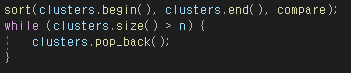 sort(clusters.begin(), clusters.end(), compare);
while (clusters.size() > n) {
    clusters.pop_back();
}